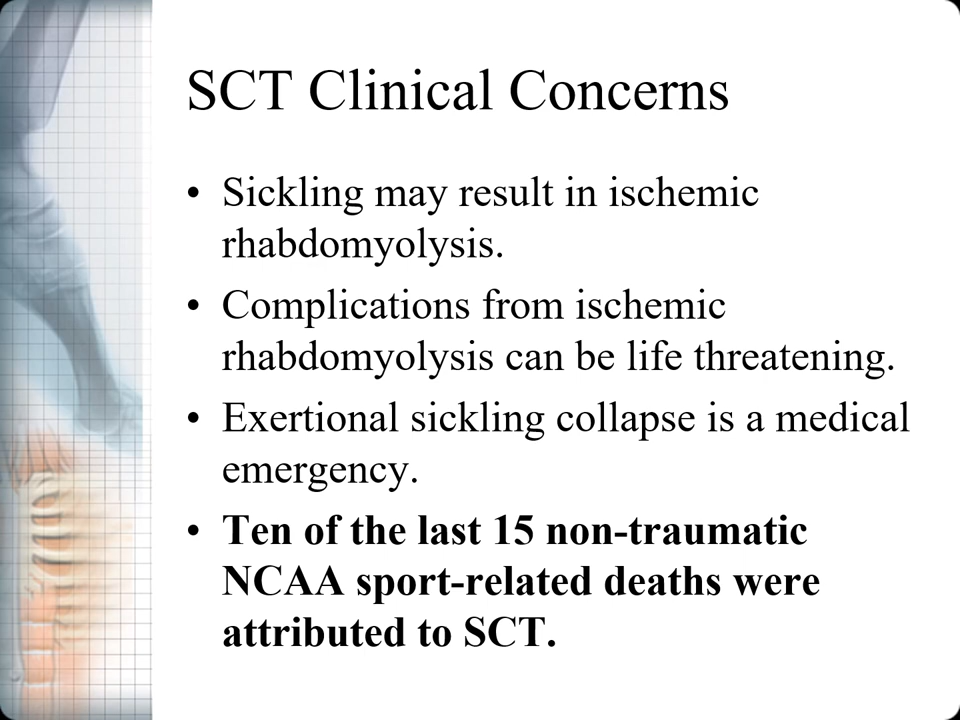 SCT Clinical Concerns
• Sickling may result in ischemic
rhabdomyolysis.
• Complications from ischemic
rhabdomyolysis can be life threatening.
• Exertional sickling collapse is a medical
emergency.
• Ten of the last 15 non-traumatic
NCAA sport-related deaths were
attributed to SCT.